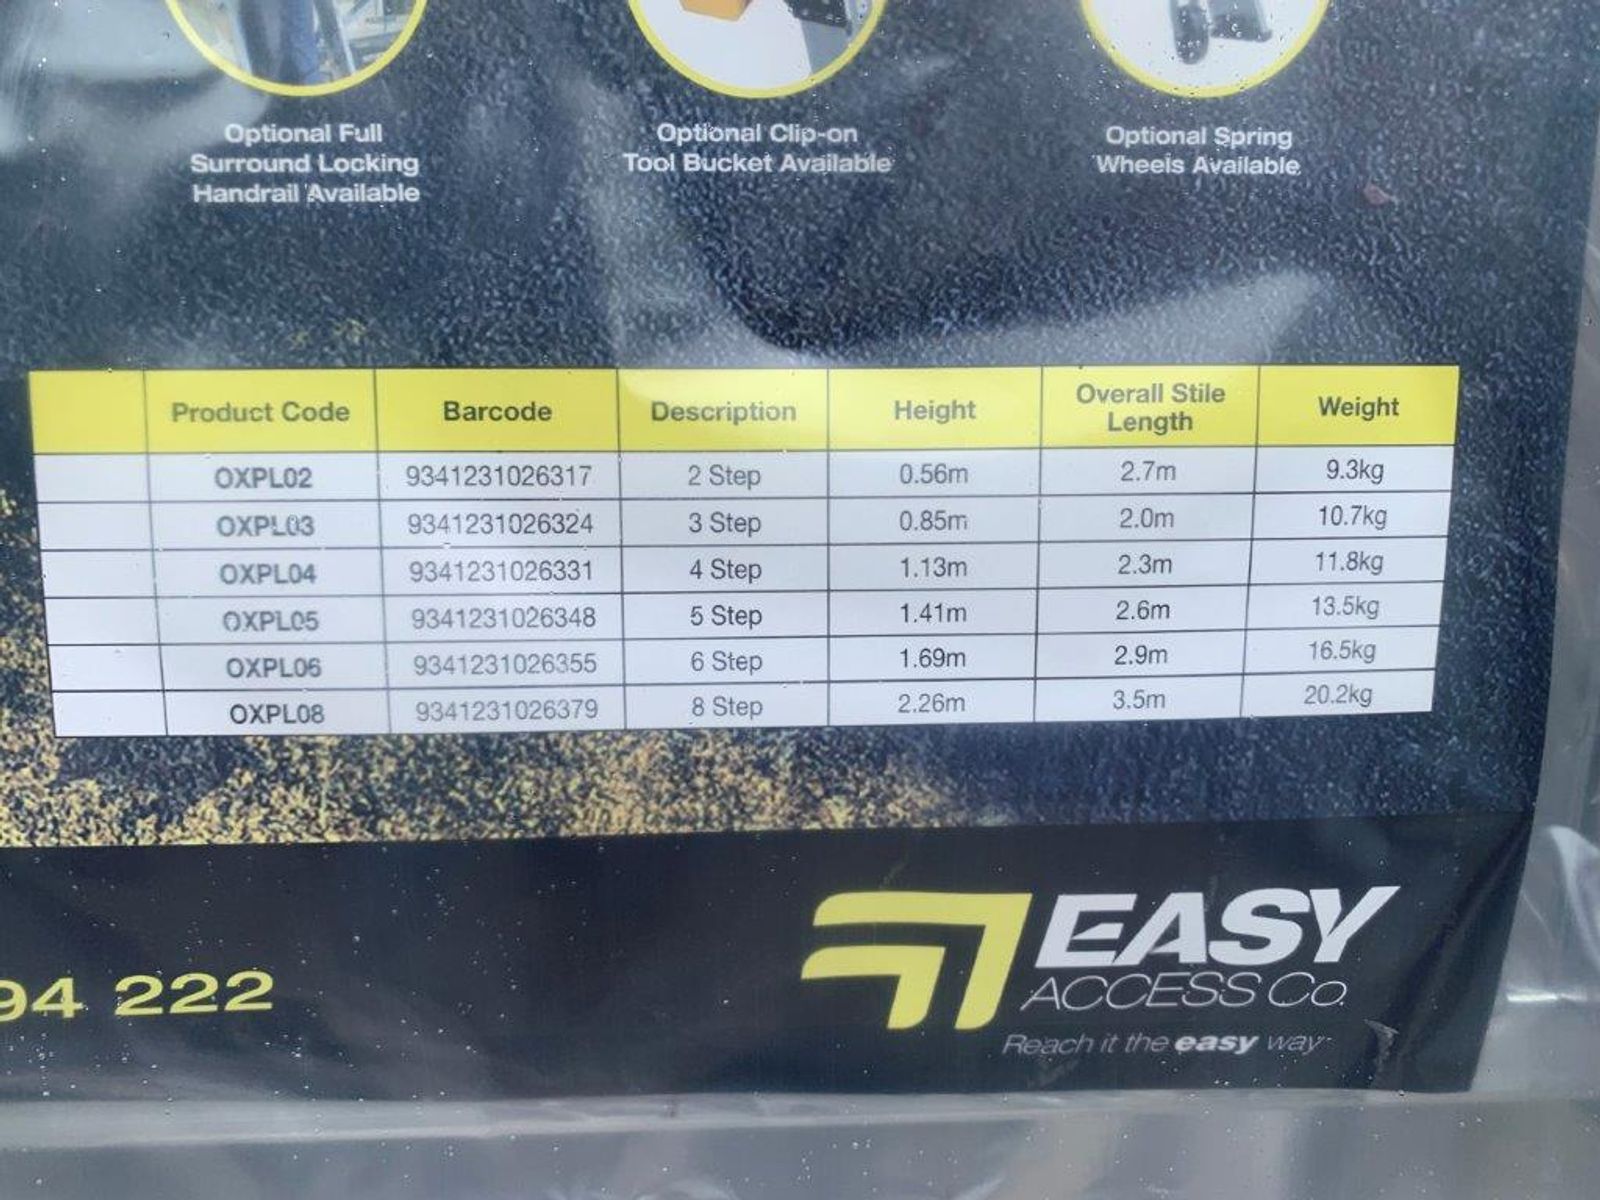 Optional Full
Surround Locking
Handrail Available
Optional Clip-on
Tool Bucket Available
Optional Spring
Wheels Available
Product Code Barcode Description Height Overall Stile Length Weight
OXPL02 9341231026317 2 Step 0.56m 2.7m 9.3kg
OXPL03 9341231026324 3 Step 0.85m 2.0m 10.7kg
OXPL04 9341231026331 4 Step 1.13m 2.3m 11.8kg
OXPL05 9341231026348 5 Step 1.41m 2.6m 13.5kg
OXPL06 9341231026355 6 Step 1.69m 2.9m 16.5kg
OXPL08 9341231026379 8 Step 2.26m 3.5m 20.2kg
94 222
EASY
ACCESS Co.
Reach it the easy way